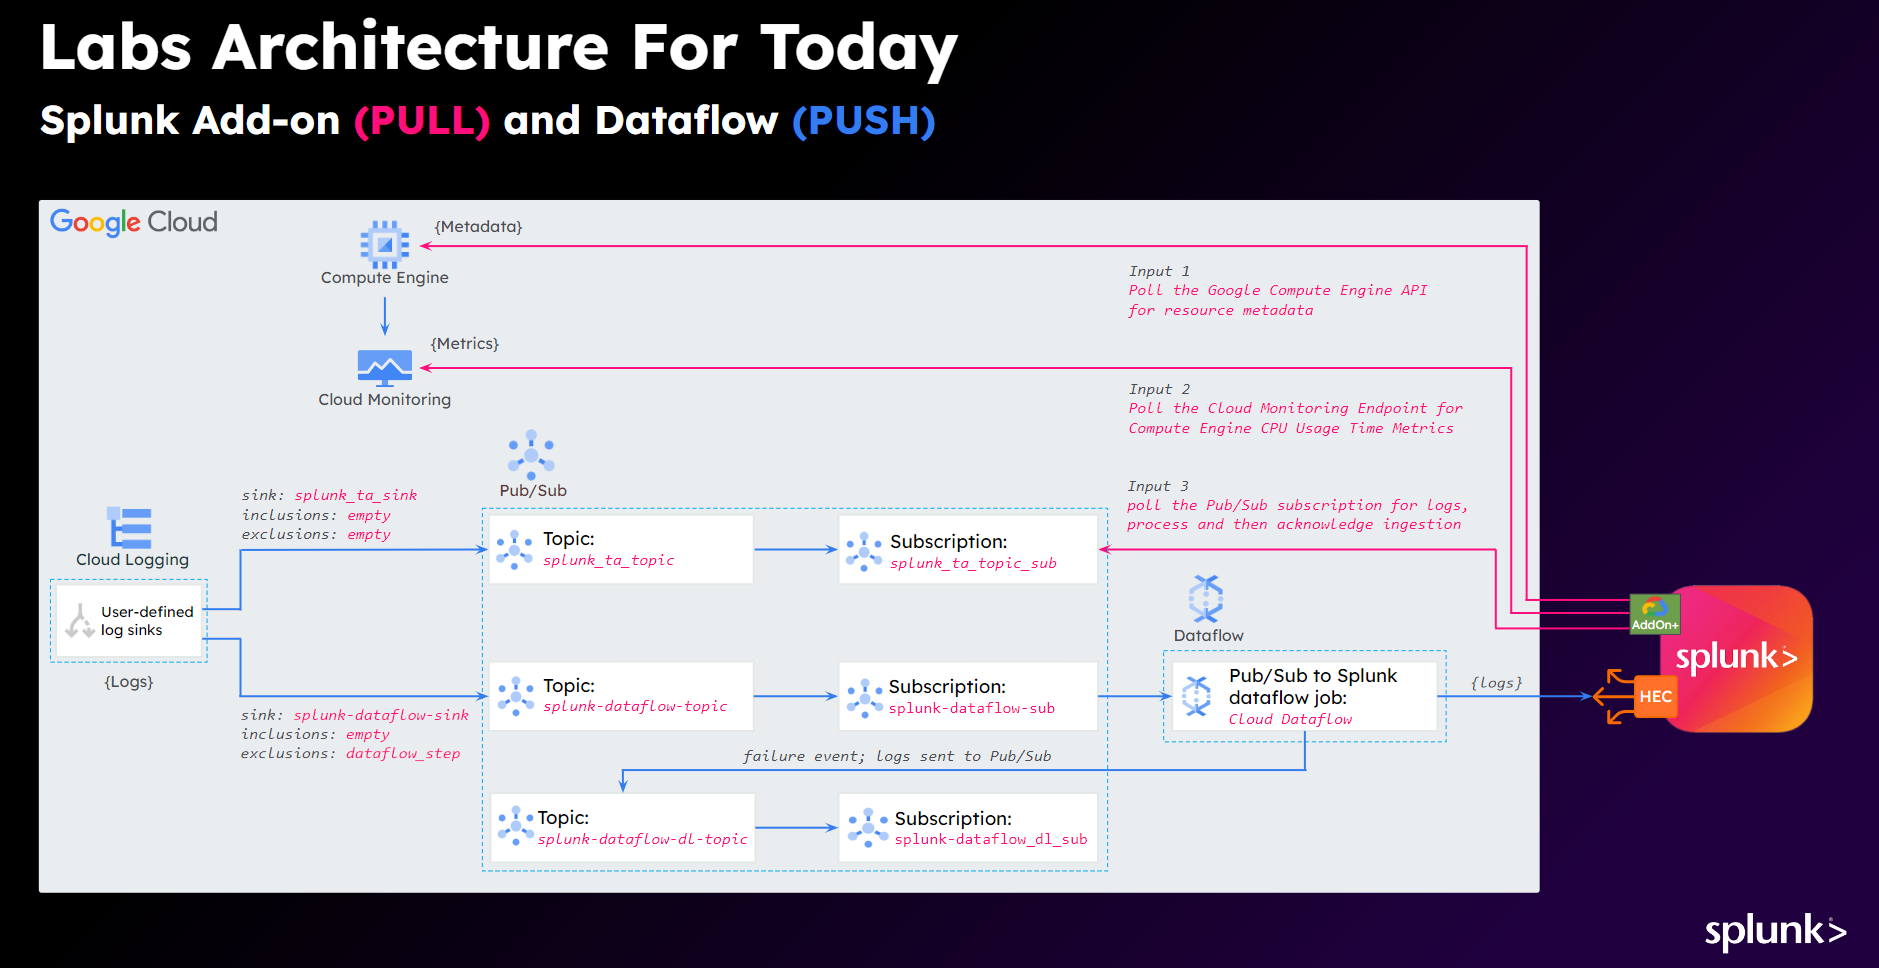 Labs Architecture For Today
Splunk Add-on (PULL) and Dataflow (PUSH)
Google Cloud
{Metadata}
Compute Engine
Input 1
Poll the Google Compute Engine API
for resource metadata
{Metrics}
Cloud Monitoring
Input 2
Poll the Cloud Monitoring Endpoint for
Compute Engine CPU Usage Time Metrics
Pub/Sub
Input 3
poll the Pub/Sub subscription for logs,
process and then acknowledge ingestion
sink: splunk_ta_sink
inclusions: empty
exclusions: empty
Cloud Logging
User-defined
log sinks
{Logs}
Topic:
splunk_ta_topic
Subscription:
splunk_ta_topic_sub
Dataflow
AddOn+
splunk>
HEC
sink: splunk-dataflow-sink
inclusions: empty
exclusions: dataflow_step
Topic:
splunk-dataflow-topic
Subscription:
splunk-dataflow-sub
Pub/Sub to Splunk
dataflow job:
Cloud Dataflow
{logs}
failure event; logs sent to Pub/Sub
Topic:
splunk-dataflow-dl-topic
Subscription:
splunk-dataflow_dl_sub
splunk>